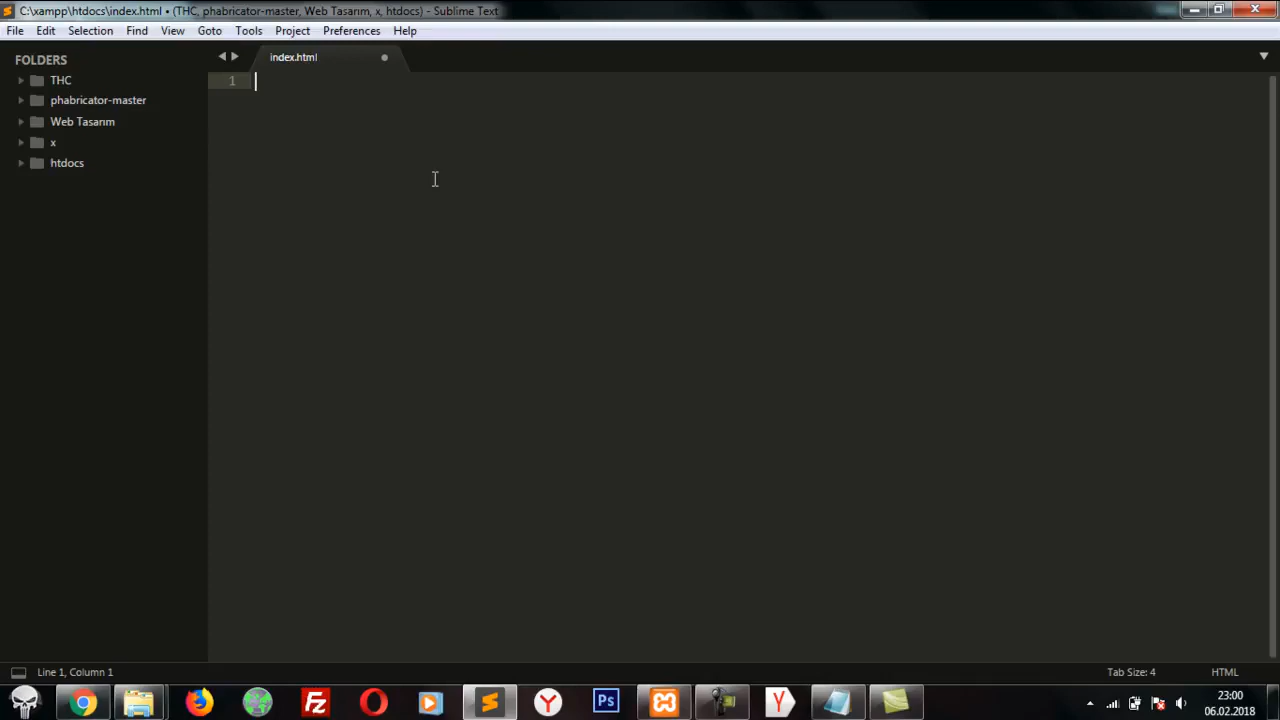 C:\xampp\htdocs\index.html • (THC, phabricator-master, Web Tasarım, x, htdocs) - Sublime Text
File Edit Selection Find View Goto Tools Project Preferences Help
FOLDERS
THC
phabricator-master
Web Tasarım
x
htdocs
index.html
1
Line 1, Column 1
Tab Size: 4
HTML
Fz
Y
Ps
Y
23:00
06.02.2018